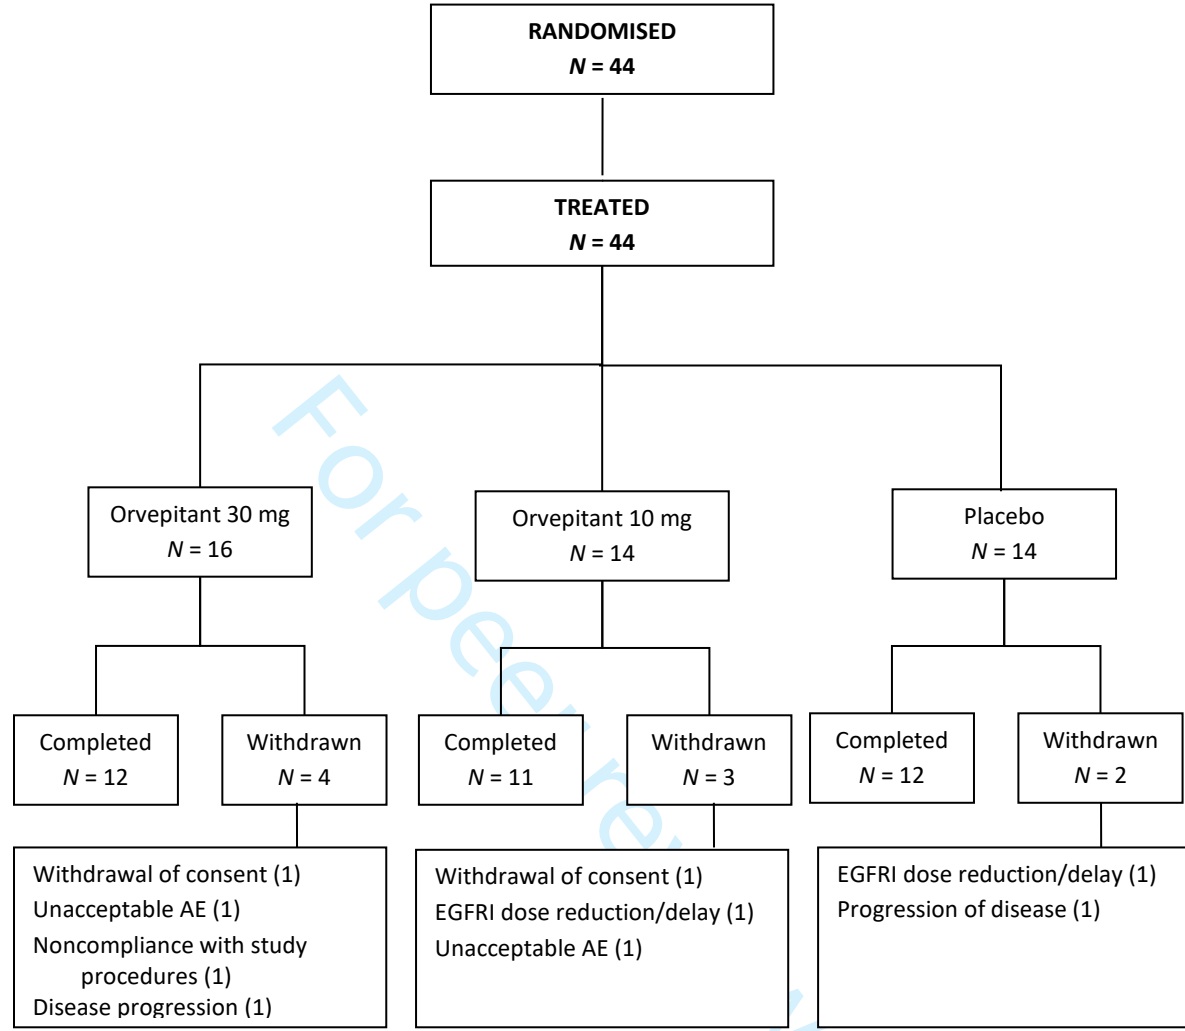 RANDOMISED
N = 44
TREATED
N = 44
Orvepitant 30 mg
N = 16
Orvepitant 10 mg
N = 14
Placebo
N = 14
Completed
N = 12
Withdrawn
N = 4
Completed
N = 11
Withdrawn
N = 3
Completed
N = 12
Withdrawn
N = 2
Withdrawal of consent (1)
Unacceptable AE (1)
Noncompliance with study
procedures (1)
Disease progression (1)
Withdrawal of consent (1)
EGFRI dose reduction/delay (1)
Unacceptable AE (1)
EGFRI dose reduction/delay (1)
Progression of disease (1)
For peer rev